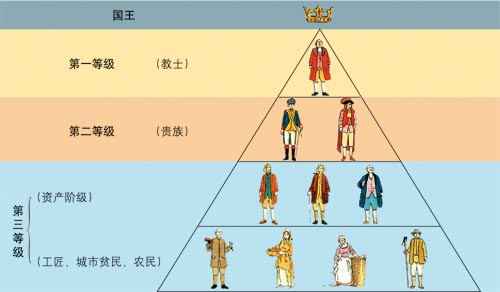 国王
第一等级 (教士)
第二等级 (贵族)
第三等级
(资产阶级)
(工匠、城市贫民、农民)